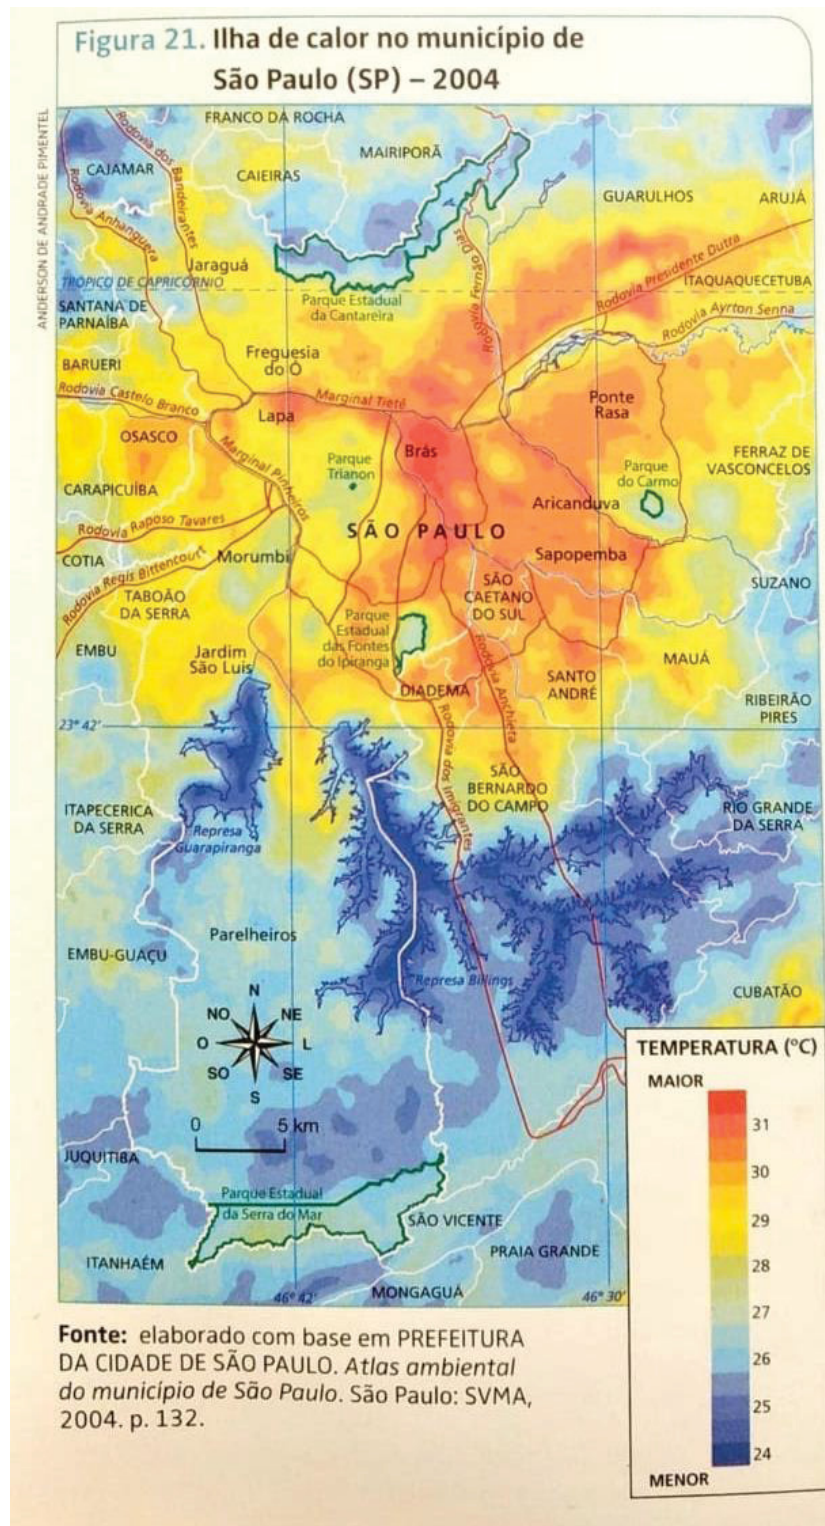 Figura 21. Ilha de calor no município de
São Paulo (SP) – 2004
ANDERSON DE ANDRADE PIMENTEL
FRANCO DA ROCHA
MAIRIPORÃ
CAJAMAR
CAIEIRAS
Rodovia dos Bandeirantes
GUARULHOS
ARUJÁ
Rodovia Anhanguera
Jaraguá
Rodovia Fernão Dias
Rodovia Presidente Dutra
TRÓPICO DE CAPRICÓRNIO
ITAQUAQUECETUBA
SANTANA DE
PARNAÍBA
Parque Estadual
da Cantareira
Rodovia Ayrton Senna
BARUERI
Freguesia
do Ó
Rodovia Castelo Branco
Marginal Tietê
Ponte
Rasa
Lapa
OSASCO
Marginal Pinheiros
Brás
Parque
Trianon
Parque
do Carmo
FERRAZ DE
VASCONCELOS
CARAPICUÍBA
Aricanduva
Rodovia Raposo Tavares
SÃO PAULO
COTIA
Morumbi
Sapopemba
Rodovia Regis Bittencourt
SÃO
CAETANO
DO SUL
SUZANO
TABOÃO
DA SERRA
Parque
Estadual
das Fontes
do Ipiranga
EMBU
Jardim
São Luis
MAUÁ
DIADEMA
Rodovia Anchieta
SANTO
ANDRÉ
RIBEIRÃO
PIRES
23° 42'
Rodovia dos Imigrantes
SÃO
BERNARDO
DO CAMPO
ITAPECERICA
DA SERRA
Represa
Guarapiranga
RIO GRANDE
DA SERRA
Parelheiros
EMBU-GUAÇU
Represa Billings
CUBATÃO
N
NO
NE
O
L
SO
SE
S
0 5 km
JUQUITIBA
Parque Estadual
da Serra do Mar
SÃO VICENTE
PRAIA GRANDE
ITANHAÉM
MONGAGUÁ
46° 42'
46° 30'
TEMPERATURA (°C)
MAIOR
31
30
29
28
27
26
25
24
MENOR
Fonte: elaborado com base em PREFEITURA
DA CIDADE DE SÃO PAULO. Atlas ambiental
do município de São Paulo. São Paulo: SVMA,
2004. p. 132.